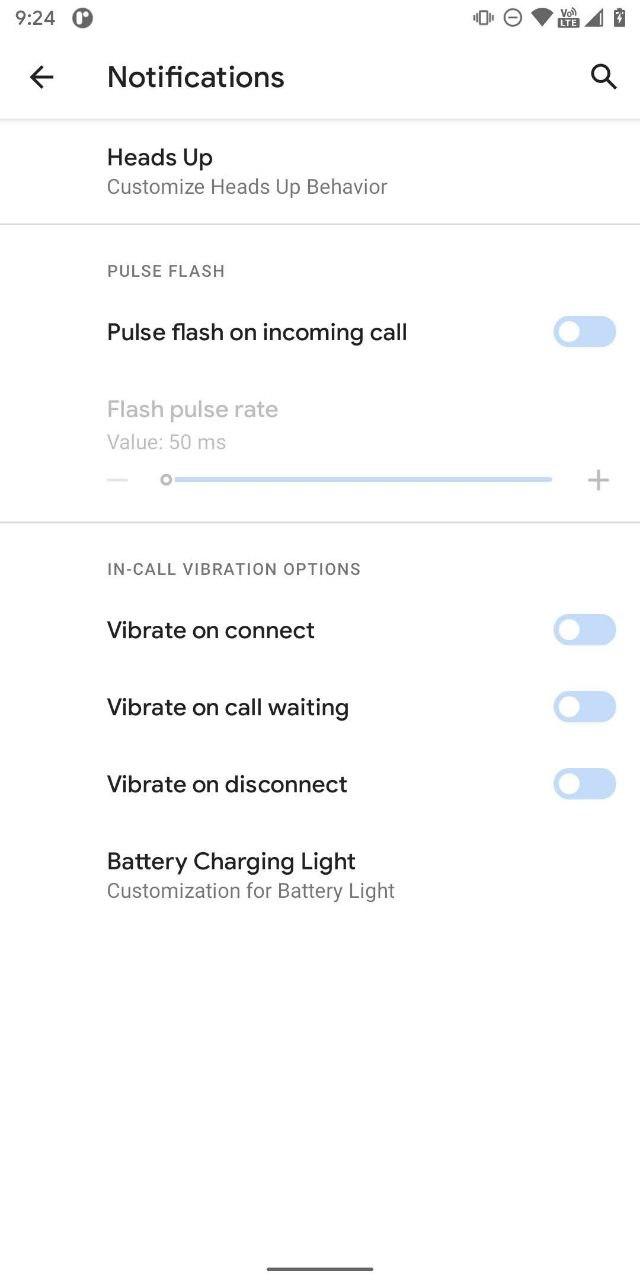 9:24
Vo) LTE
Notifications
Heads Up
Customize Heads Up Behavior
PULSE FLASH
Pulse flash on incoming call
Flash pulse rate
Value: 50 ms
IN-CALL VIBRATION OPTIONS
Vibrate on connect
Vibrate on call waiting
Vibrate on disconnect
Battery Charging Light
Customization for Battery Light